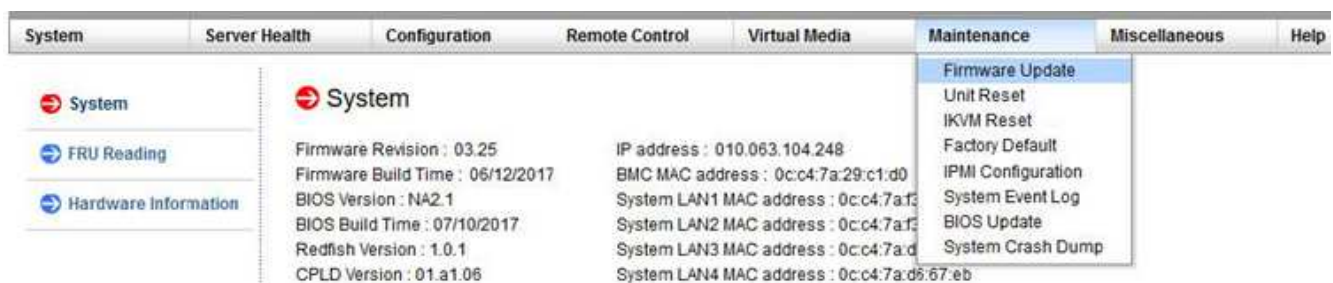 System Server Health Configuration Remote Control Virtual Media Maintenance Miscellaneous Help
System
FRU Reading
Hardware Information
System
Firmware Revision : 03.25
Firmware Build Time : 06/12/2017
BIOS Version : NA2.1
BIOS Build Time : 07/10/2017
Redfish Version : 1.0.1
CPLD Version : 01.a1.06
IP address : 010.063.104.248
BMC MAC address : 0c:c4:7a:29:c1:d0
System LAN1 MAC address : 0c:c4:7a:f3
System LAN2 MAC address : 0c:c4:7a:f3
System LAN3 MAC address : 0c:c4:7a:d
System LAN4 MAC address : 0c:c4:7a:d6:67:eb
Firmware Update
Unit Reset
IKVM Reset
Factory Default
IPMI Configuration
System Event Log
BIOS Update
System Crash Dump